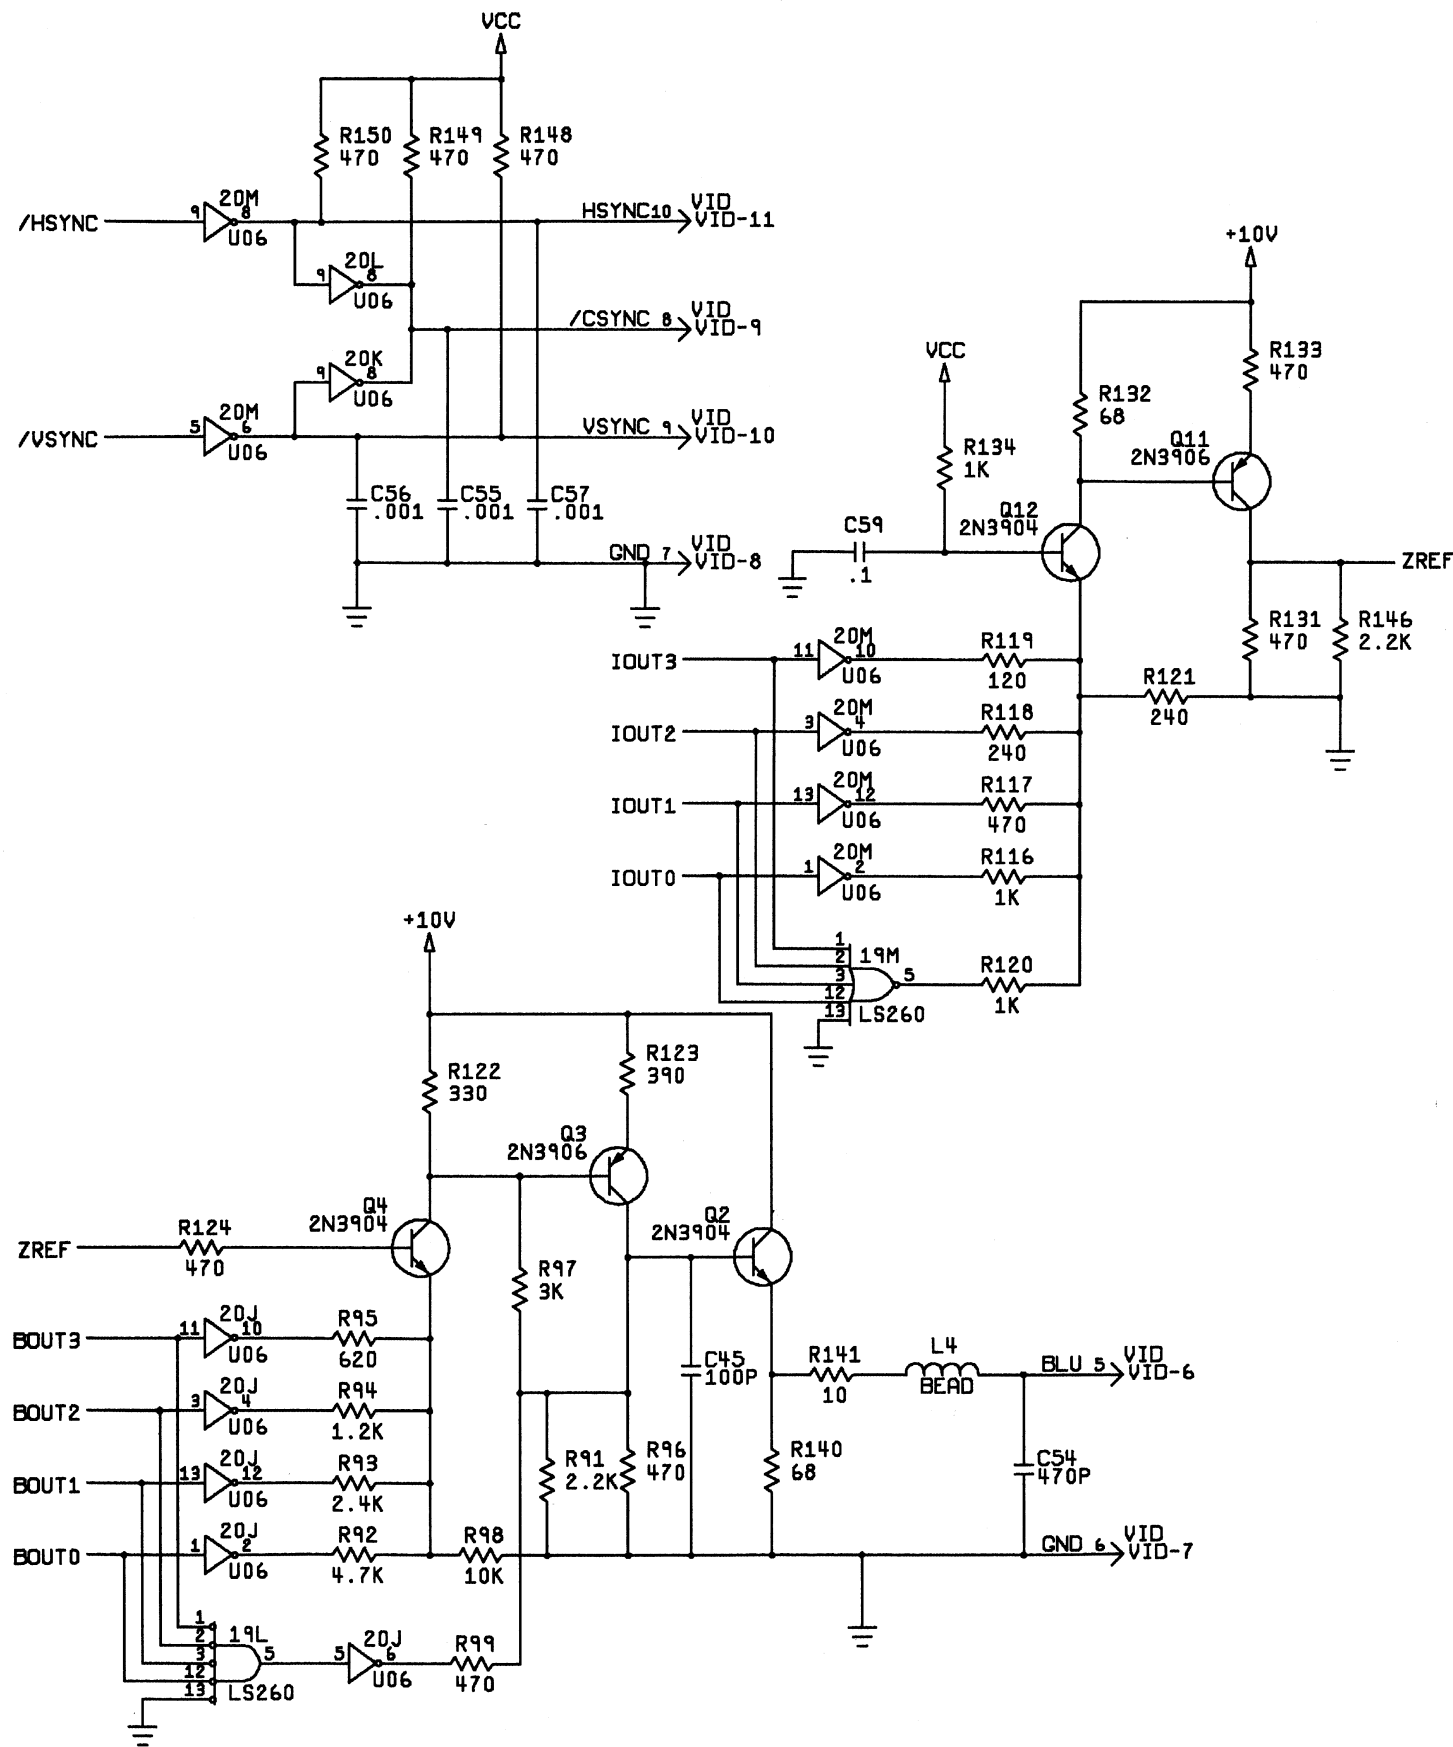 VCC
R150
470
R149
470
R148
470
/HSYNC
9
20M
8
U06
HSYNC 10
VID
VID-11
9
20L
8
U06
/CSYNC 8
VID
VID-9
9
20K
8
U06
/VSYNC
5
20M
6
U06
VSYNC 9
VID
VID-10
C56
.001
C55
.001
C57
.001
GND 7
VID
VID-8
+10V
R133
470
R132
68
VCC
R134
1K
Q11
2N3906
Q12
2N3904
C59
.1
ZREF
R131
470
R146
2.2K
R121
240
IOUT3
11
20M
10
U06
R119
120
IOUT2
3
20M
4
U06
R118
240
IOUT1
13
20M
12
U06
R117
470
IOUT0
1
20M
2
U06
R116
1K
1
2
3
12
13
19M
5
LS260
R120
1K
+10V
R122
330
R123
390
Q3
2N3906
Q4
2N3904
Q2
2N3904
ZREF
R124
470
R97
3K
BOUT3
11
20J
10
U06
R95
620
BOUT2
3
20J
4
U06
R94
1.2K
BOUT1
13
20J
12
U06
R93
2.4K
BOUT0
1
20J
2
U06
R92
4.7K
R98
10K
C45
100P
R141
10
L4
BEAD
BLU 5
VID
VID-6
R91
2.2K
R96
470
R140
68
C54
470P
GND 6
VID
VID-7
1
2
3
12
13
19L
5
LS260
5
20J
6
U06
R99
470